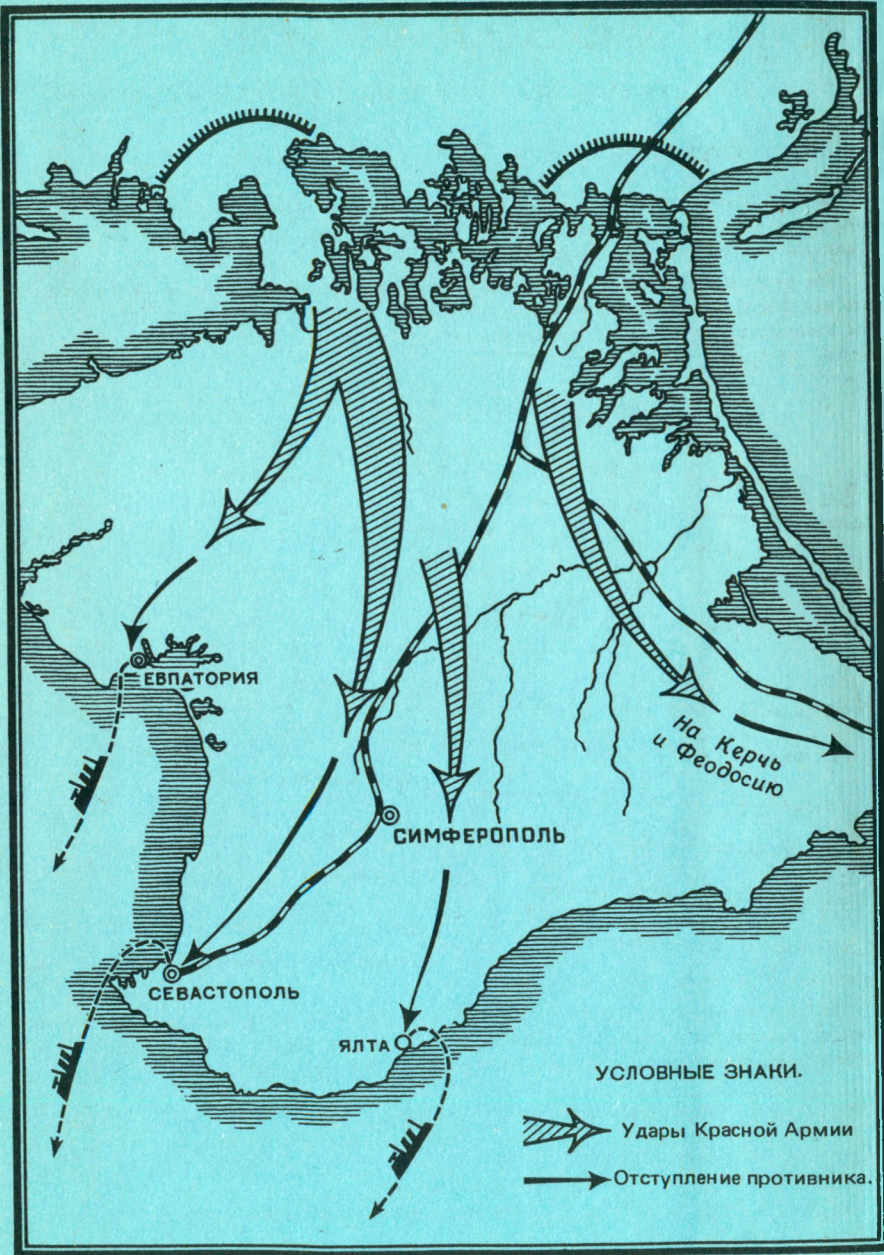 ЕВПАТОРИЯ
На Керчь
и Феодосию
СИМФЕРОПОЛЬ
СЕВАСТОПОЛЬ
ЯЛТА
УСЛОВНЫЕ ЗНАКИ.
Удары Красной Армии
Отступление противника.